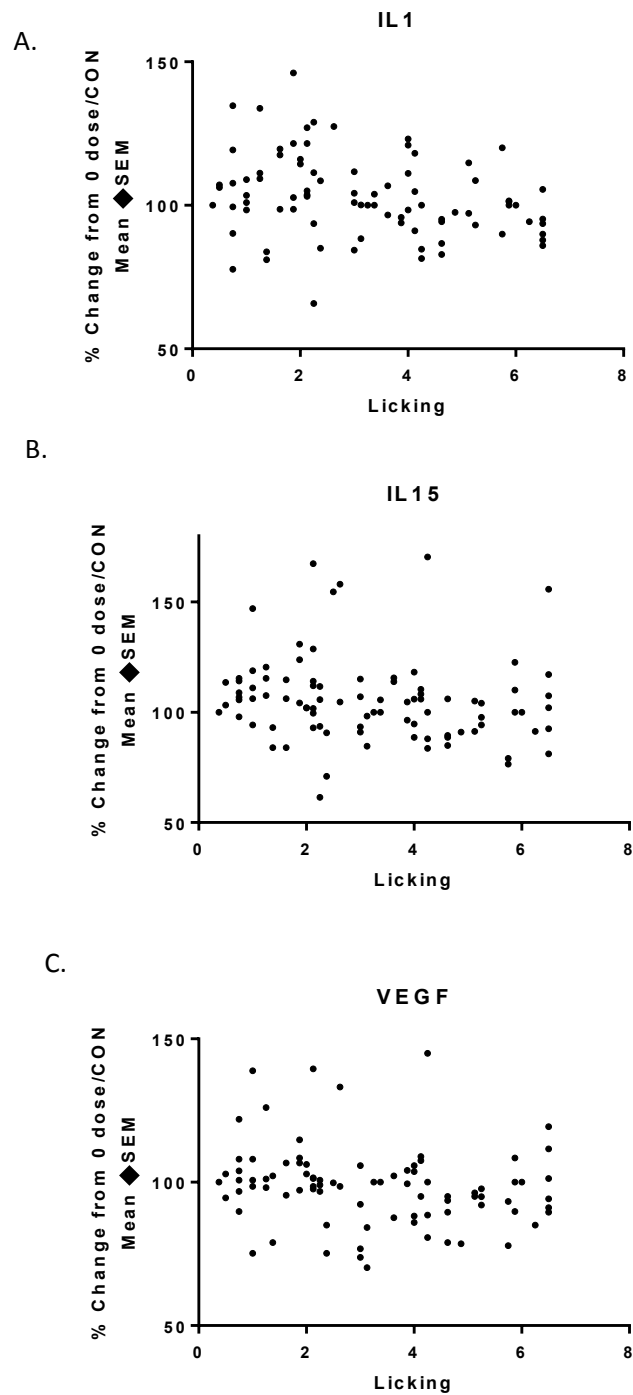 A.
IL1
% Change from 0 dose/CON
Mean ◆SEM
150
100
50
2
4
6
8
Licking
B.
IL15
% Change from 0 dose/CON
Mean ◆SEM
150
100
50
0
2
4
6
8
Licking
C.
VEGF
% Change from 0 dose/CON
Mean ◆SEM
150
100
50
0
2
4
6
8
Licking